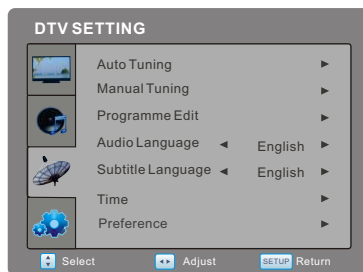 DTV SETTING
Auto Tuning
Manual Tuning
Programme Edit
Audio Language English
Subtitle Language English
Time
Preference
Select Adjust SETUP Return